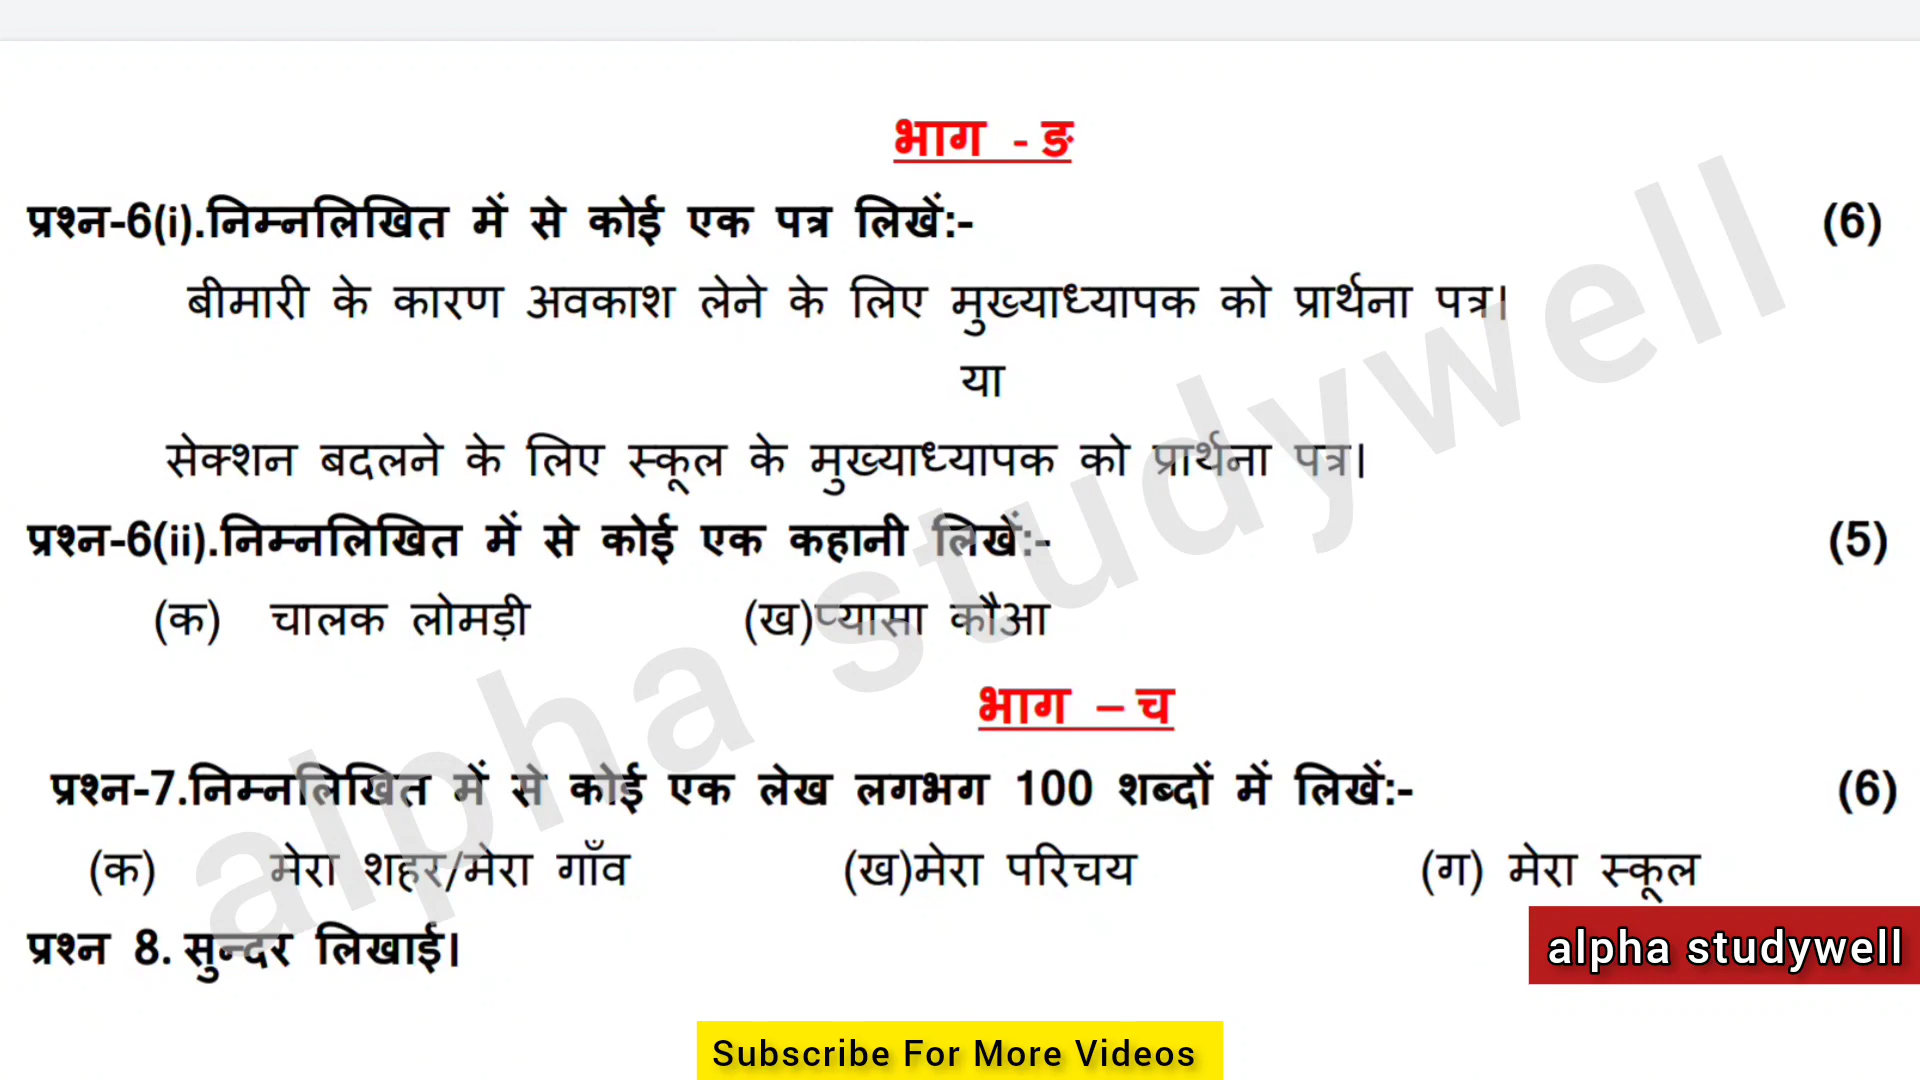 भाग - ङ
प्रश्न-6(i).निम्नलिखित में से कोई एक पत्र लिखें:- (6)
बीमारी के कारण अवकाश लेने के लिए मुख्याध्यापक को प्रार्थना पत्र।
या
सेक्शन बदलने के लिए स्कूल के मुख्याध्यापक को प्रार्थना पत्र।
प्रश्न-6(ii).निम्नलिखित में से कोई एक कहानी लिखें:- (5)
(क) चालक लोमड़ी (ख)प्यासा कौआ
भाग – च
प्रश्न-7.निम्नलिखित में से कोई एक लेख लगभग 100 शब्दों में लिखें:- (6)
(क) मेरा शहर/मेरा गाँव (ख)मेरा परिचय (ग) मेरा स्कूल
प्रश्न 8. सुन्दर लिखाई।
alpha studywell
alpha studywell
Subscribe For More Videos